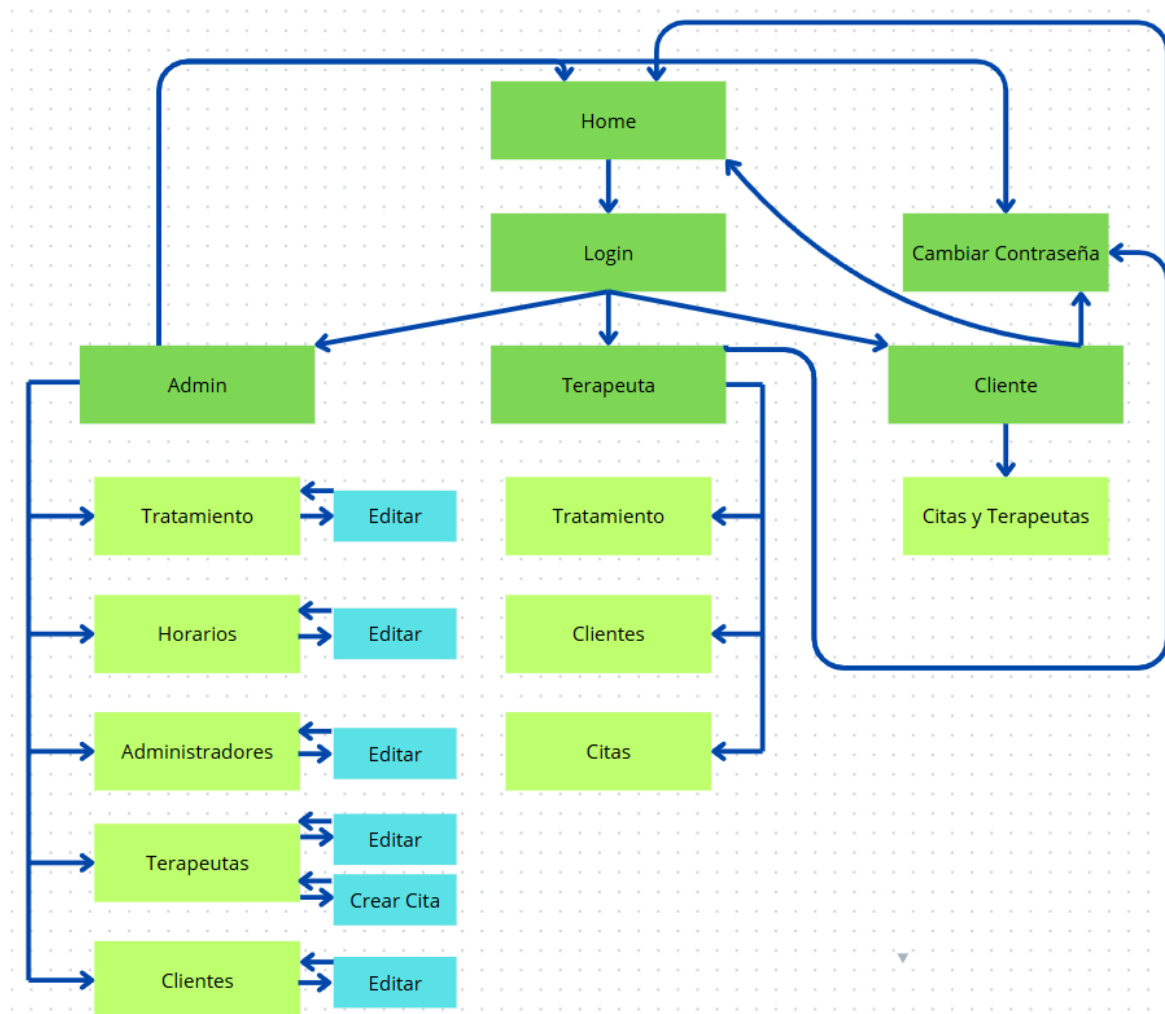 Home
Login
Cambiar Contraseña
Admin
Terapeuta
Cliente
Tratamiento
Editar
Tratamiento
Citas y Terapeutas
Horarios
Editar
Clientes
Administradores
Editar
Citas
Terapeutas
Editar
Crear Cita
Clientes
Editar